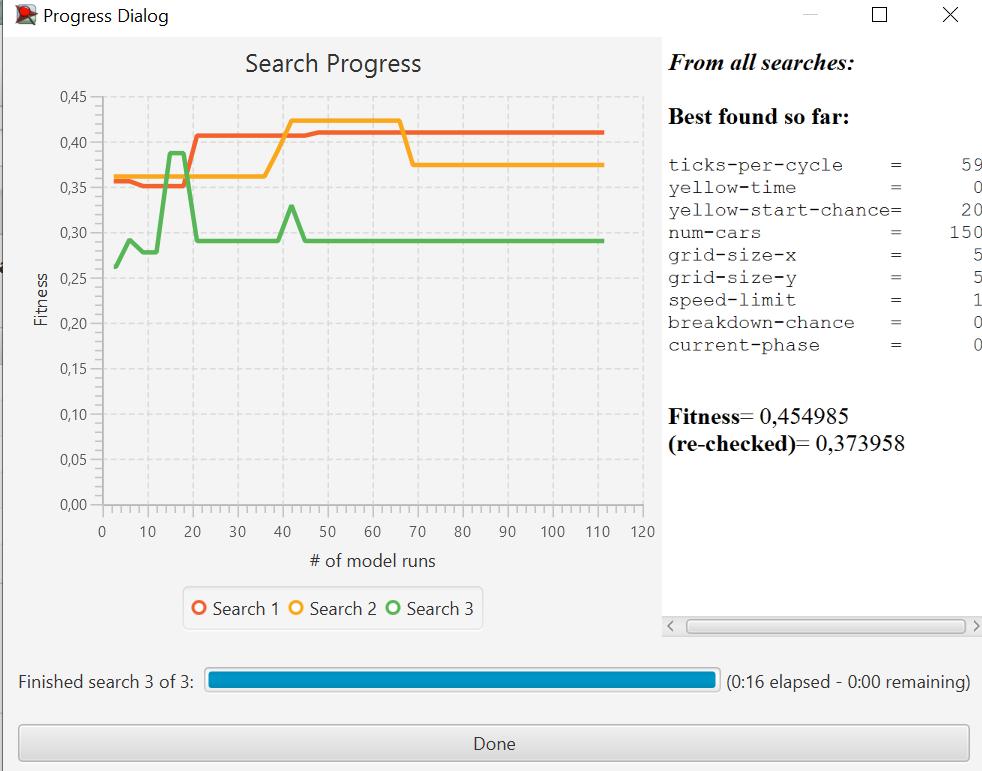 Progress Dialog
Search Progress
0,45
0,40
0,35
0,30
0,25
0,20
0,15
0,10
0,05
0,00
Fitness
0 10 20 30 40 50 60 70 80 90 100 110 120
# of model runs
Search 1 Search 2 Search 3
From all searches:
Best found so far:
ticks-per-cycle = 59
yellow-time = 0
yellow-start-chance= 20
num-cars = 150
grid-size-x = 5
grid-size-y = 5
speed-limit = 1
breakdown-chance = 0
current-phase = 0
Fitness= 0,454985
(re-checked)= 0,373958
Finished search 3 of 3: (0:16 elapsed - 0:00 remaining)
Done